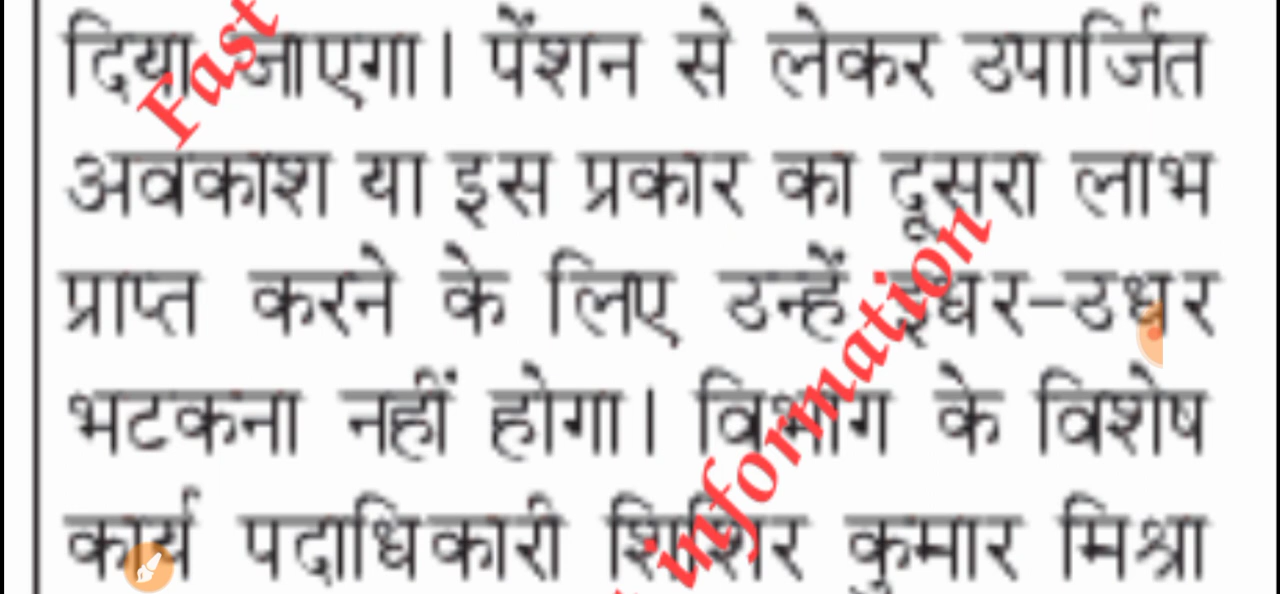 दिया जाएगा। पेंशन से लेकर उपार्जित
अवकाश या इस प्रकार का दूसरा लाभ
प्राप्त करने के लिए उन्हें इधर-उधर
भटकना नहीं होगा। विभाग के विशेष
कार्य पदाधिकारी शिशिर कुमार मिश्रा
Fast
information